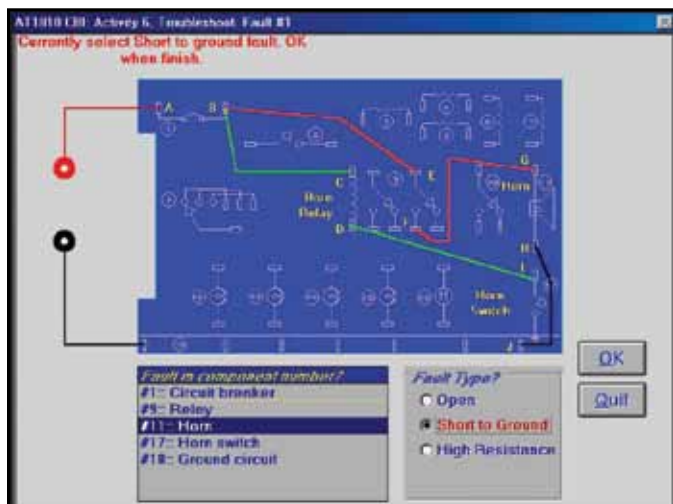 AT1010 CBI: Activity 6, Troubleshoot: Fault #1
Currently select Short to ground fault. OK
when finish.
A
B
C
E
G
Horn
Horn
Relay
D
F
H
I
Horn
Switch
J
OK
Quit
Fault in component number?
#1:: Circuit breaker
#9:: Relay
#11:: Horn
#17:: Horn switch
#18:: Ground circuit
Fault Type?
Open
Short to Ground
High Resistance